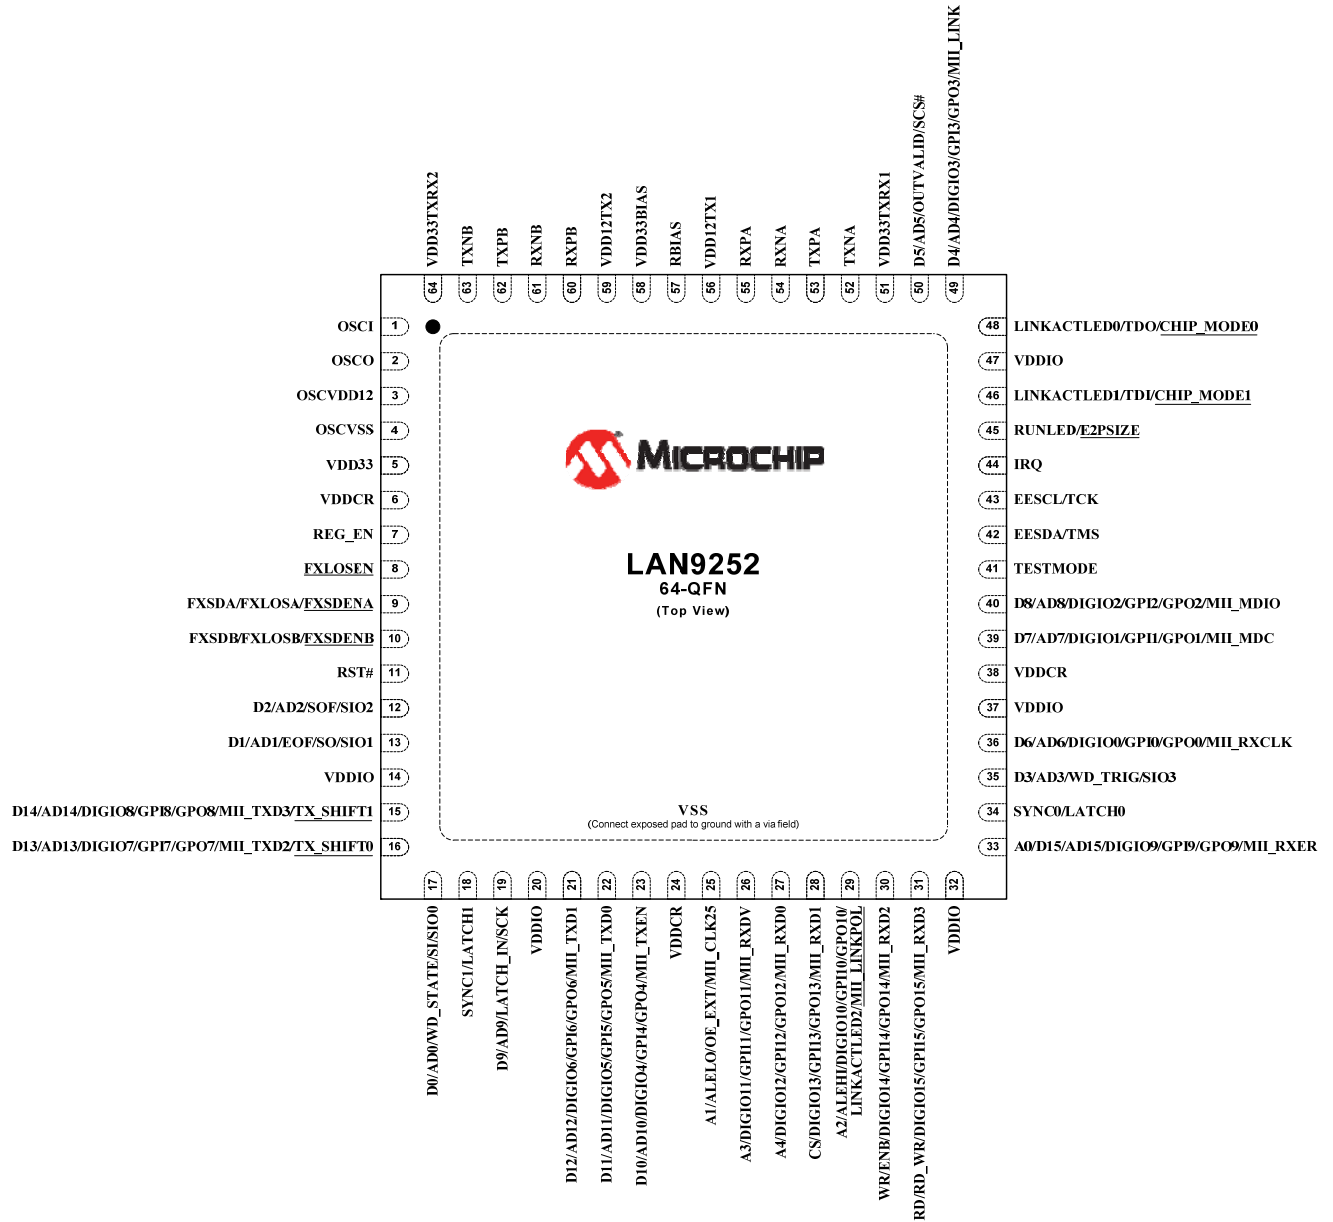 VDD33TXRX2
TXNB
TXPB
RXNB
RXPB
VDD12TX2
VDD33BIAS
RBIAS
VDD12TX1
RXPA
RXNA
TXPA
TXNA
VDD33TXRX1
D5/AD5/OUTVALID/SCS#
D4/AD4/DIGIO3/GPI3/GPO3/MII_LINK
64 63 62 61 60 59 58 57 56 55 54 53 52 51 50 49
OSCI 1
OSCO 2
OSCVDD12 3
OSCVSS 4
VDD33 5
VDDCR 6
REG_EN 7
FXLOSEN 8
FXSDA/FXLOSA/FXSDENA 9
FXSDB/FXLOSB/FXSDENB 10
RST# 11
D2/AD2/SOF/SIO2 12
D1/AD1/EOF/SO/SIO1 13
VDDIO 14
D14/AD14/DIGIO8/GPI8/GPO8/MII_TXD3/TX_SHIFT1 15
D13/AD13/DIGIO7/GPI7/GPO7/MII_TXD2/TX_SHIFT0 16
MICROCHIP
LAN9252
64-QFN
(Top View)
VSS
(Connect exposed pad to ground with a via field)
48 LINKACTLED0/TDO/CHIP_MODE0
47 VDDIO
46 LINKACTLED1/TDI/CHIP_MODE1
45 RUNLED/E2PSIZE
44 IRQ
43 EESCL/TCK
42 EESDA/TMS
41 TESTMODE
40 D8/AD8/DIGIO2/GPI2/GPO2/MII_MDIO
39 D7/AD7/DIGIO1/GPI1/GPO1/MII_MDC
38 VDDCR
37 VDDIO
36 D6/AD6/DIGIO0/GPI0/GPO0/MII_RXCLK
35 D3/AD3/WD_TRIG/SIO3
34 SYNC0/LATCH0
33 A0/D15/AD15/DIGIO9/GPI9/GPO9/MII_RXER
17 18 19 20 21 22 23 24 25 26 27 28 29 30 31 32
D0/AD0/WD_STATE/SI/SIO0
SYNC1/LATCH1
D9/AD9/LATCH_IN/SCK
VDDIO
D12/AD12/DIGIO6/GPI6/GPO6/MII_TXD1
D11/AD11/DIGIO5/GPI5/GPO5/MII_TXD0
D10/AD10/DIGIO4/GPI4/GPO4/MII_TXEN
VDDCR
A1/ALELO/OE_EXT/MII_CLK25
A3/DIGIO11/GPI11/GPO11/MII_RXDV
A4/DIGIO12/GPI12/GPO12/MII_RXD0
CS/DIGIO13/GPI13/GPO13/MII_RXD1
A2/ALEHI/DIGIO10/GPI10/GPO10/
LINKACTLED2/MII_LINKPOL
WR/ENB/DIGIO14/GPI14/GPO14/MII_RXD2
RD/RD_WR/DIGIO15/GPI15/GPO15/MII_RXD3
VDDIO